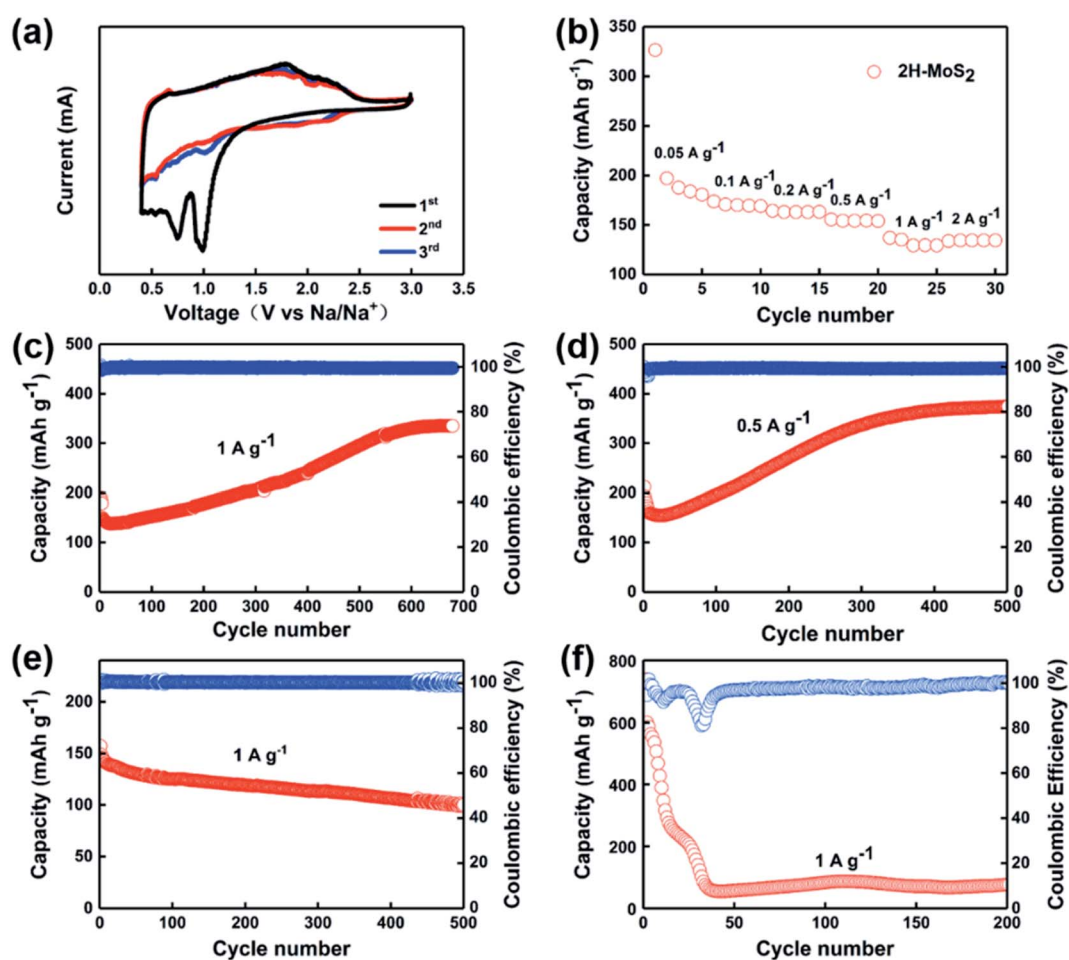 (a)
Current (mA)
1st
2nd
3rd
0.0 0.5 1.0 1.5 2.0 2.5 3.0 3.5
Voltage (V vs Na/Na+)
(b)
Capacity (mAh g-1)
350
300
250
200
150
100
2H-MoS2
0.05 A g-1
0.1 A g-1
0.2 A g-1
0.5 A g-1
1 A g-1
2 A g-1
0 5 10 15 20 25 30
Cycle number
(c)
Capacity (mAh g-1)
500
400
300
200
100
0
1 A g-1
100
80
60
40
20
0
Coulombic efficiency (%)
0 100 200 300 400 500 600 700
Cycle number
(d)
Capacity (mAh g-1)
500
400
300
200
100
0
0.5 A g-1
100
80
60
40
20
0
Coulombic efficiency (%)
0 100 200 300 400 500
Cycle number
(e)
Capacity (mAh g-1)
200
150
100
50
0
1 A g-1
100
80
60
40
20
0
Coulombic efficiency (%)
0 100 200 300 400 500
Cycle number
(f)
Capacity (mAh g-1)
800
600
400
200
0
1 A g-1
100
80
60
40
20
0
Coulombic Efficiency (%)
0 50 100 150 200
Cycle number